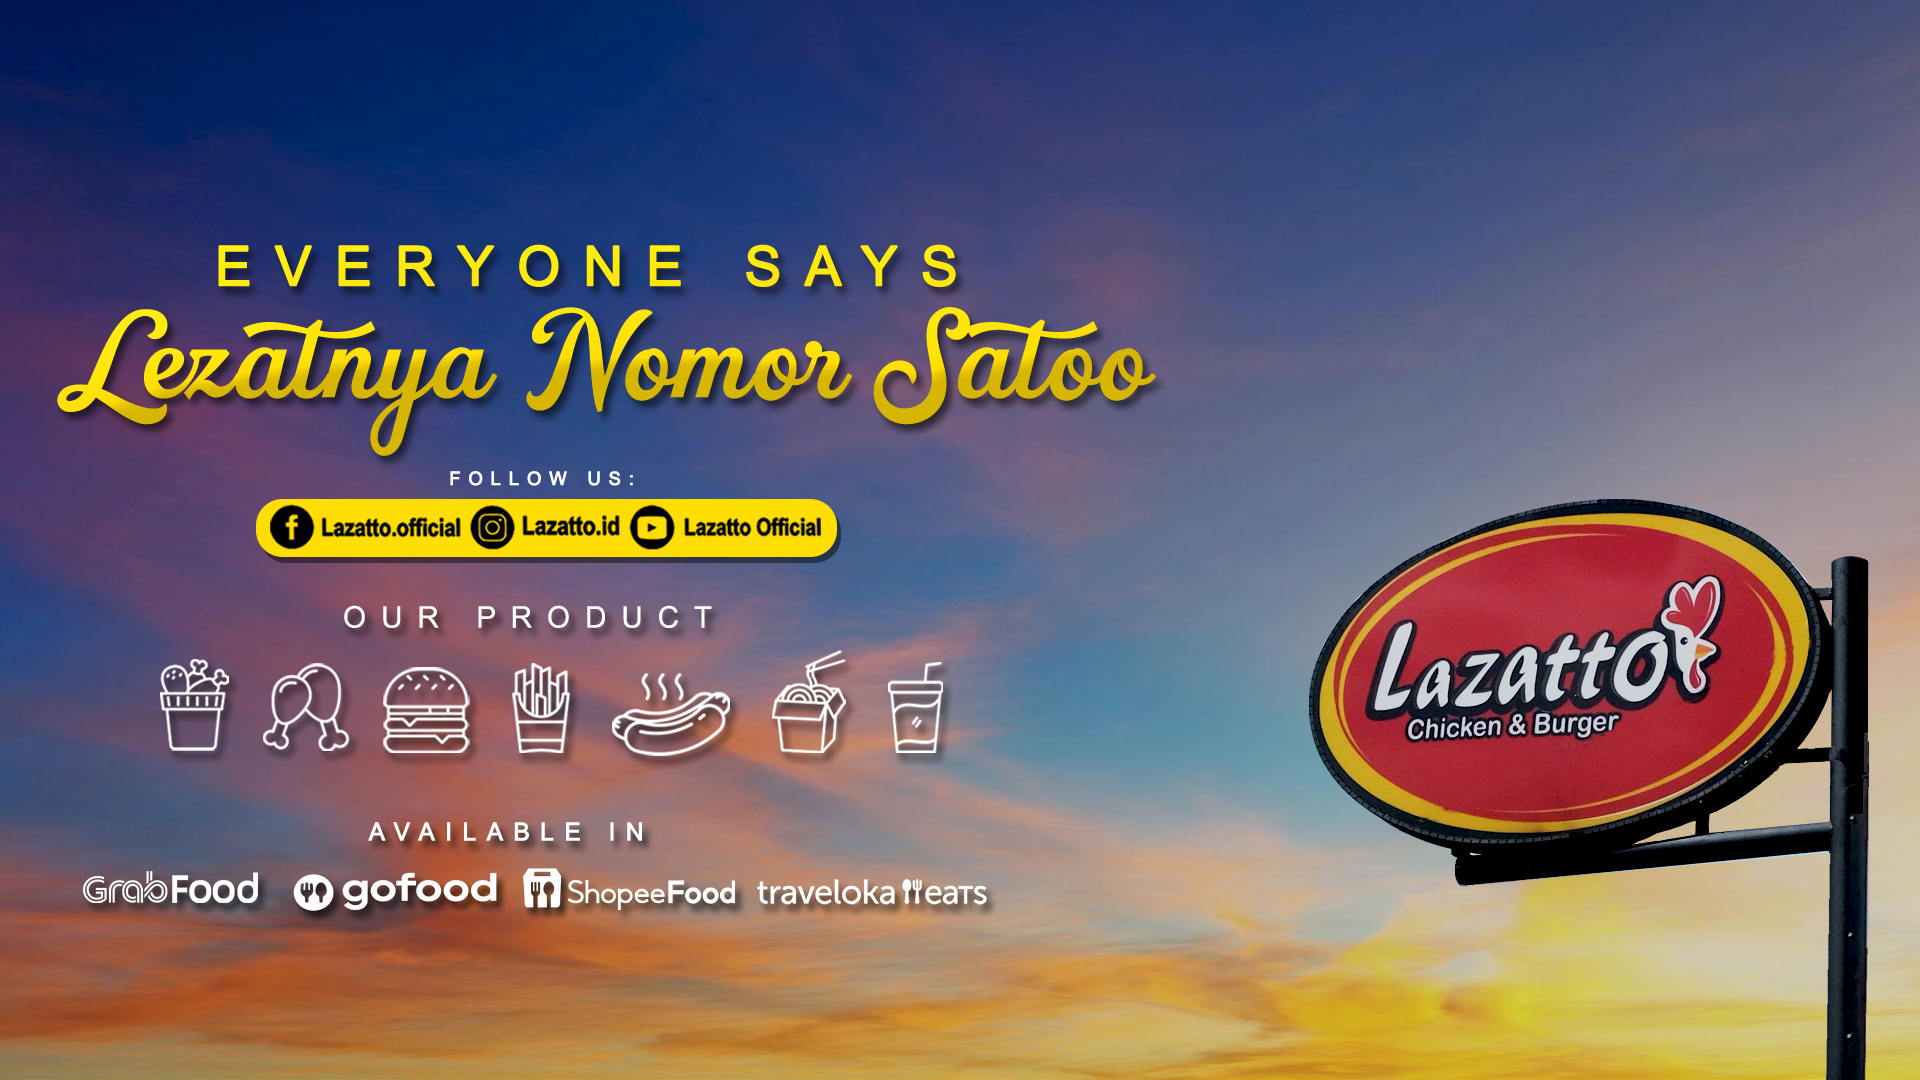 EVERYONE SAYS
Lezatnya Nomor Satoo
FOLLOW US:
Lazatto.official Lazatto.id Lazatto Official
OUR PRODUCT
AVAILABLE IN
GrabFood gofood ShopeeFood traveloka eats
Lazatto
Chicken & Burger